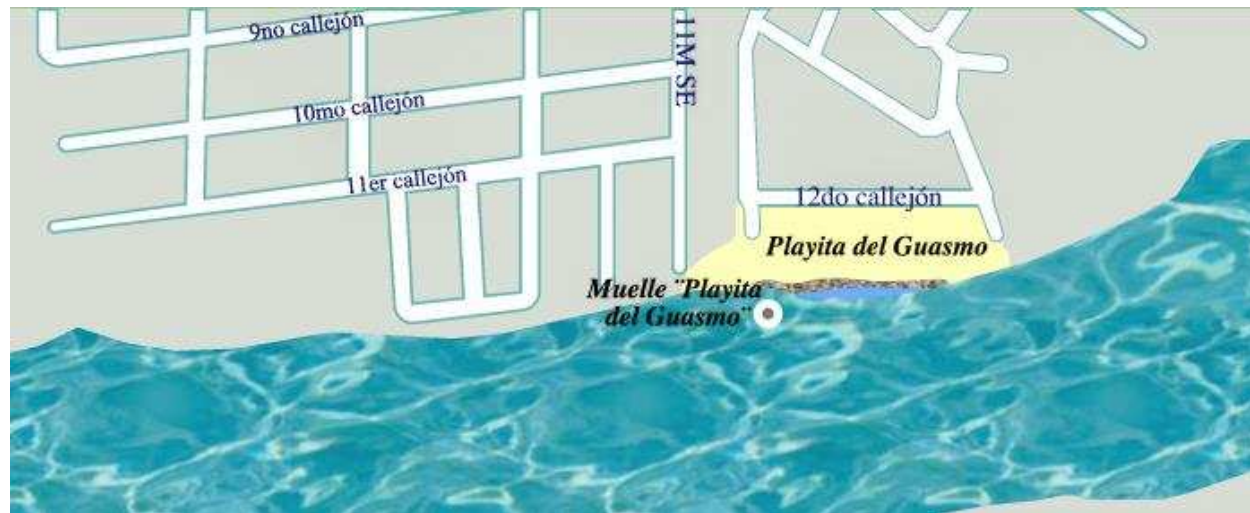 9no callejón
11M SE
10mo callejón
11er callejón
12do callejón
Playita del Guasmo
Muelle ¨Playita
del Guasmo¨